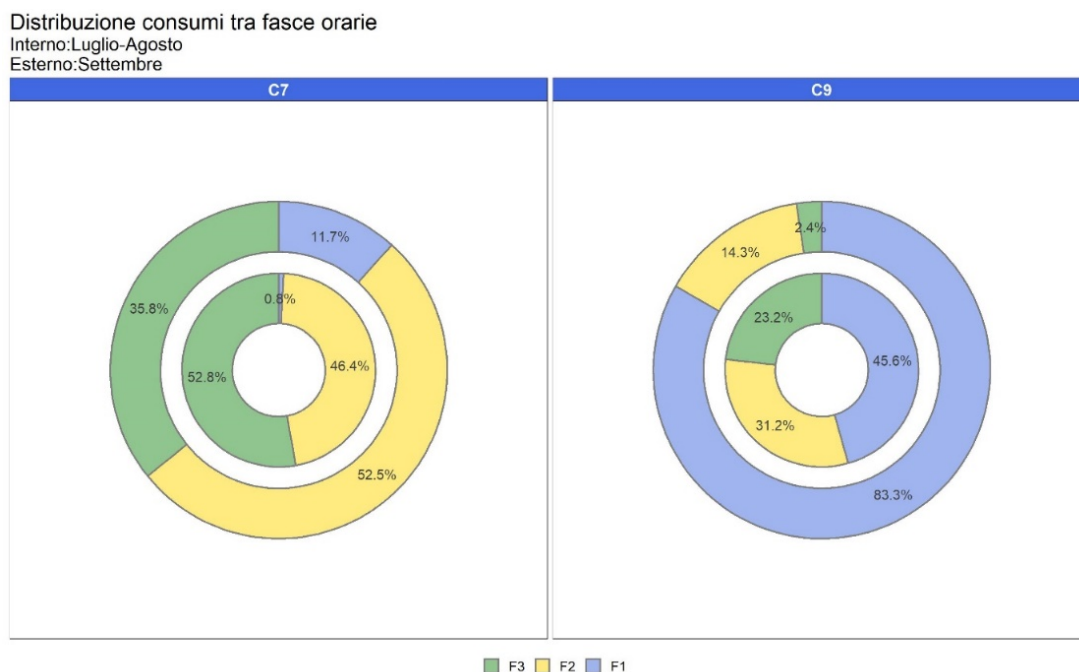 Distribuzione consumi tra fasce orarie
Interno:Luglio-Agosto
Esterno:Settembre
C7
11.7%
35.8%
0.8%
52.8%
46.4%
52.5%
C9
2.4%
14.3%
23.2%
45.6%
31.2%
83.3%
F3 F2 F1